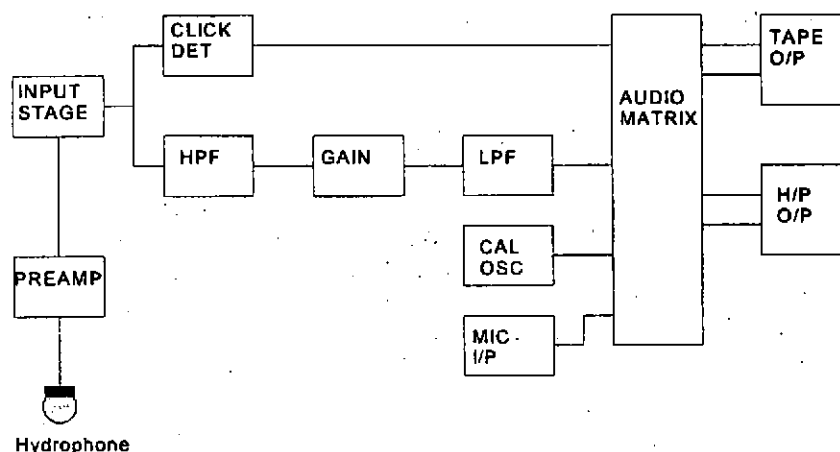 CLICK
DET
TAPE
O/P
INPUT
STAGE
AUDIO
MATRIX
HPF
GAIN
LPF
H/P
O/P
CAL
OSC
PREAMP
MIC
I/P
Hydrophone